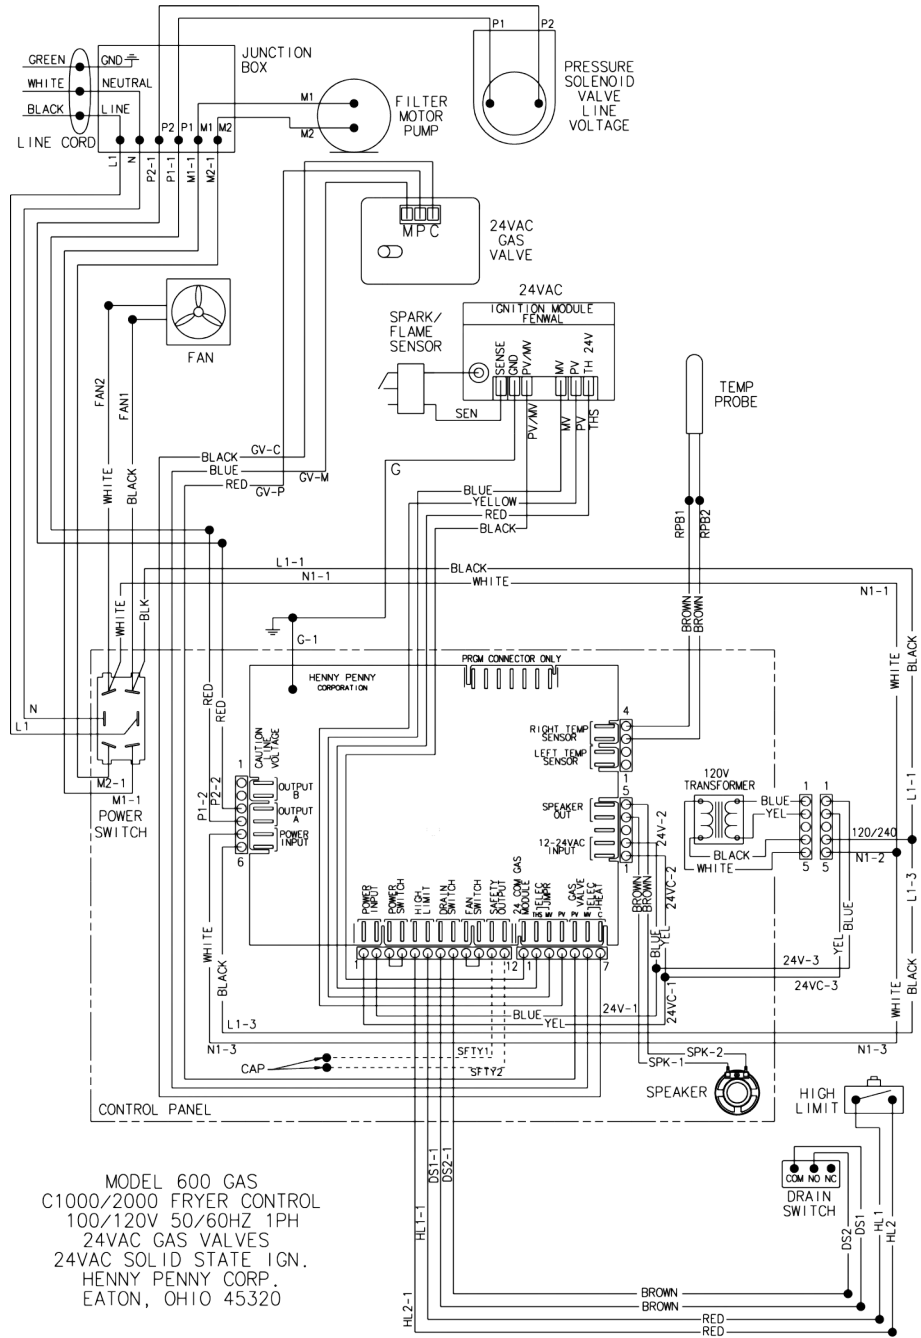 P1
P2
GREEN
GND
JUNCTION
BOX
WHITE
NEUTRAL
BLACK
LINE
LINE CORD
P2
P1
M1
M2
M1
M2
FILTER
MOTOR
PUMP
PRESSURE
SOLENOID
VALVE
LINE
VOLTAGE
L1
N
P2-1
P1-1
M1-1
M2-1
M P C
24VAC
GAS
VALVE
FAN
FAN2
FAN1
24VAC
IGNITION MODULE
FENWAL
SPARK/
FLAME
SENSOR
SENSE
GND
PV/MV
MV
PV
TH 24V
SEN
PV/MV
MV
PV
THS
TEMP
PROBE
RPB1
RPB2
BROWN
BROWN
BLACK
GV-C
BLUE
GV-M
RED
GV-P
G
BLUE
YELLOW
RED
BLACK
WHITE
BLACK
L1-1
BLACK
N1-1
WHITE
WHITE
BLK
N1-1
WHITE
BLACK
G-1
PRGM CONNECTOR ONLY
HENNY PENNY
CORPORATION
N
L1
M2-1
M1-1
POWER
SWITCH
RED
RED
P1-2
P2-2
CAUTION
LINE
VOLTAGE
1
OUTPUT
B
OUTPUT
A
POWER
INPUT
6
4
RIGHT TEMP
SENSOR
LEFT TEMP
SENSOR
1
5
SPEAKER
OUT
12-24VAC
INPUT
1
24V-2
24VC-2
BROWN
BROWN
120V
TRANSFORMER
BLUE
YEL
BLACK
WHITE
1
1
5
5
120/240
N1-2
L1-1
L1-3
POWER
INPUT
POWER
SWITCH
HIGH
LIMIT
DRAIN
SWITCH
FAN
SWITCH
SAFETY
OUTPUT
24 COM GAS
MODULE
ELEC
JMPR
THS
MV
PV
GAS
VALVE
ELEC
HEAT
PV
MV
C
1
12
1
7
WHITE
BLACK
BLUE
YEL
BLUE
YEL
24V-3
24VC-3
24V-1
24VC-1
BLUE
YEL
WHITE
BLACK
L1-3
N1-3
N1-3
CAP
SFTY1
SFTY2
SPK-2
SPK-1
SPEAKER
CONTROL PANEL
HIGH
LIMIT
COM NO NC
DRAIN
SWITCH
DS1-1
DS2-1
HL1-1
HL2-1
DS2
DS1
HL1
HL2
BROWN
BROWN
RED
RED
MODEL 600 GAS
C1000/2000 FRYER CONTROL
100/120V 50/60HZ 1PH
24VAC GAS VALVES
24VAC SOLID STATE IGN.
HENNY PENNY CORP.
EATON, OHIO 45320